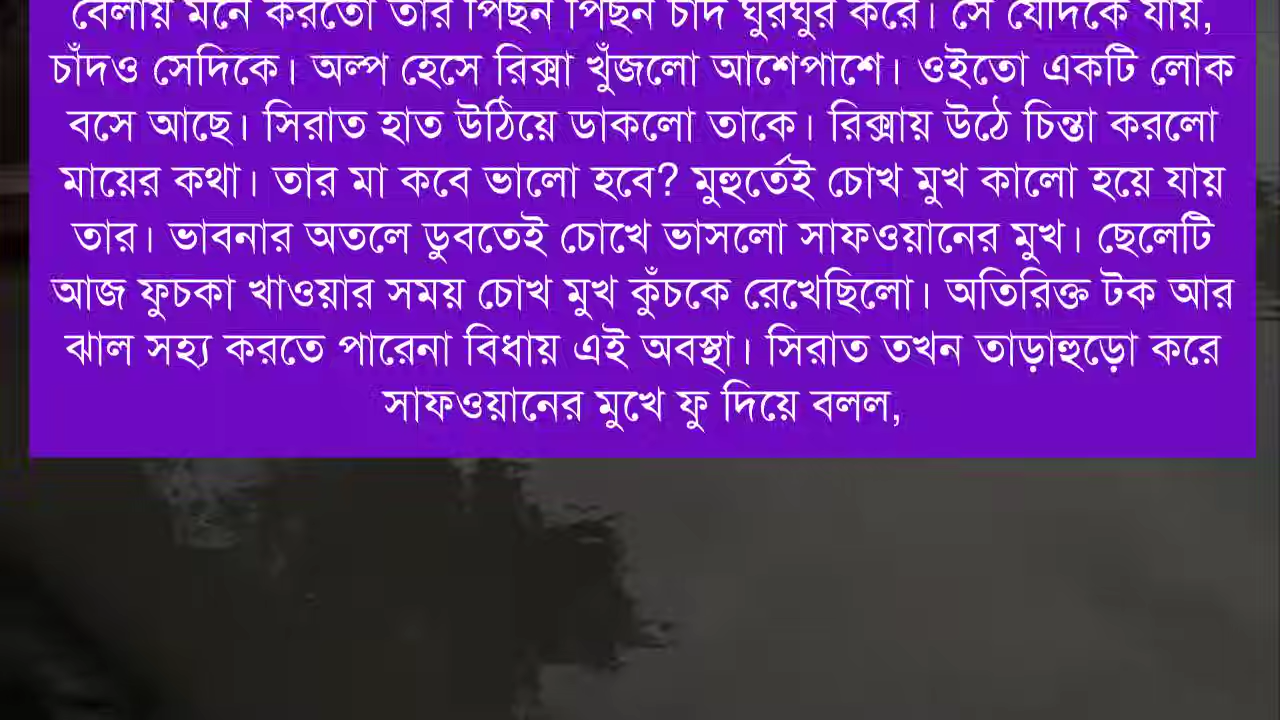 বেলায় মনে করতো তার পিছন পিছন চাঁদ ঘুরঘুর করে। সে যেদিকে যায়,
চাঁদও সেদিকে। অল্প হেসে রিক্সা খুঁজলো আশেপাশে। ওইতো একটি লোক
বসে আছে। সিরাত হাত উঠিয়ে ডাকলো তাকে। রিক্সায় উঠে চিন্তা করলো
মায়ের কথা। তার মা কবে ভালো হবে? মুহুর্তেই চোখ মুখ কালো হয়ে যায়
তার। ভাবনার অতলে ডুবতেই চোখে ভাসলো সাফওয়ানের মুখ। ছেলেটি
আজ ফুচকা খাওয়ার সময় চোখ মুখ কুঁচকে রেখেছিলো। অতিরিক্ত টক আর
ঝাল সহ্য করতে পারেনা বিধায় এই অবস্থা। সিরাত তখন তাড়াহুড়ো করে
সাফওয়ানের মুখে ফু দিয়ে বলল,